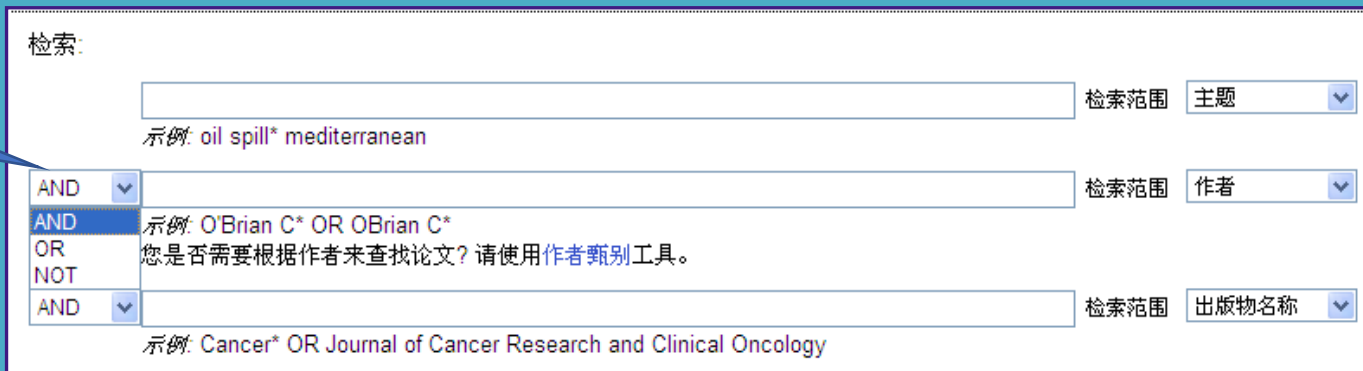 检索:
检索范围 主题
示例: oil spill* mediterranean
AND 检索范围 作者
AND 示例: O'Brian C* OR OBrian C*
OR 您是否需要根据作者来查找论文? 请使用作者甄别工具。
NOT
AND 检索范围 出版物名称
示例: Cancer* OR Journal of Cancer Research and Clinical Oncology